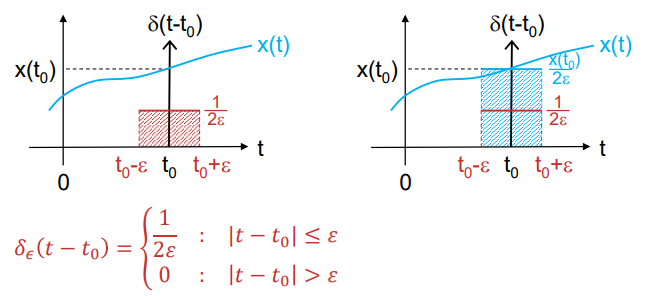 δ(t-t₀)
x(t)
x(t₀)
1/2ε
t
t₀-ε t₀ t₀+ε
0
δ(t-t₀)
x(t)
x(t₀)
x(t₀)/2ε
1/2ε
t
t₀-ε t₀ t₀+ε
0
δ_ϵ(t − t₀) = { 1/2ε : |t − t₀| ≤ ε
0 : |t − t₀| > ε